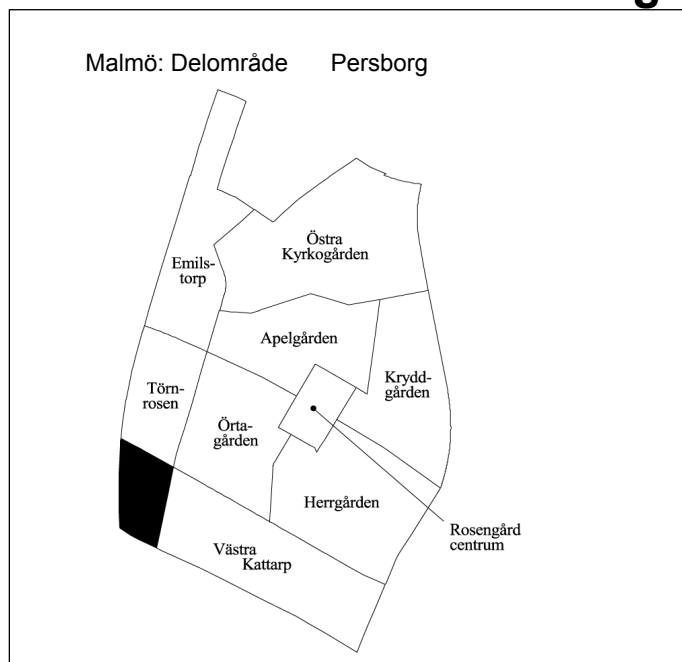 g
Malmö: Delområde Persborg
Östra
Kyrkogården
Emils-
torp
Apelgården
Krydd-
gården
Törn-
rosen
Örta-
gården
Herrgården
Rosengård
centrum
Västra
Kattarp